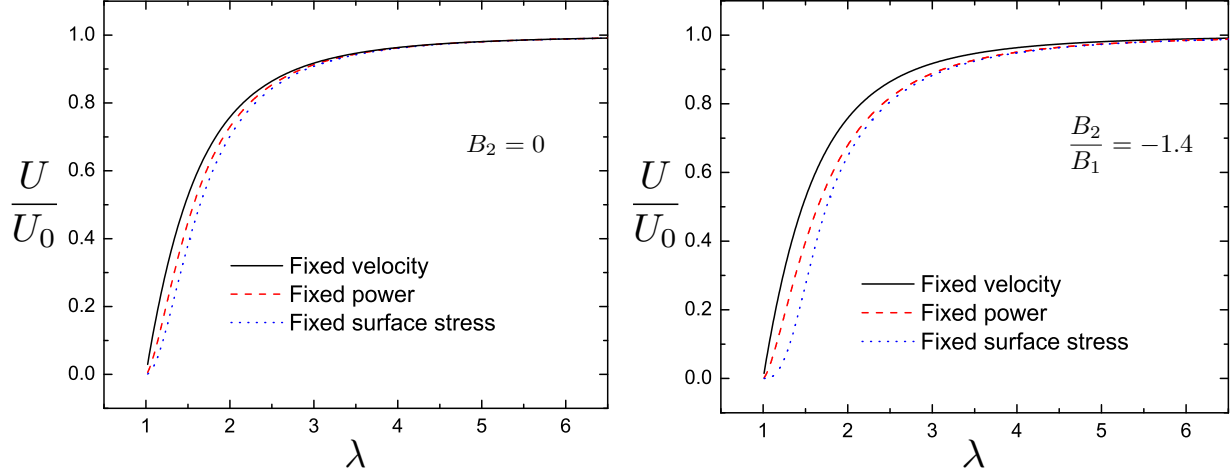 1.0
0.8
0.6
0.4
0.2
0.0
U
U₀
B₂ = 0
Fixed velocity
Fixed power
Fixed surface stress
1 2 3 4 5 6
λ
1.0
0.8
0.6
0.4
0.2
0.0
U
U₀
B₂
B₁ = −1.4
Fixed velocity
Fixed power
Fixed surface stress
1 2 3 4 5 6
λ